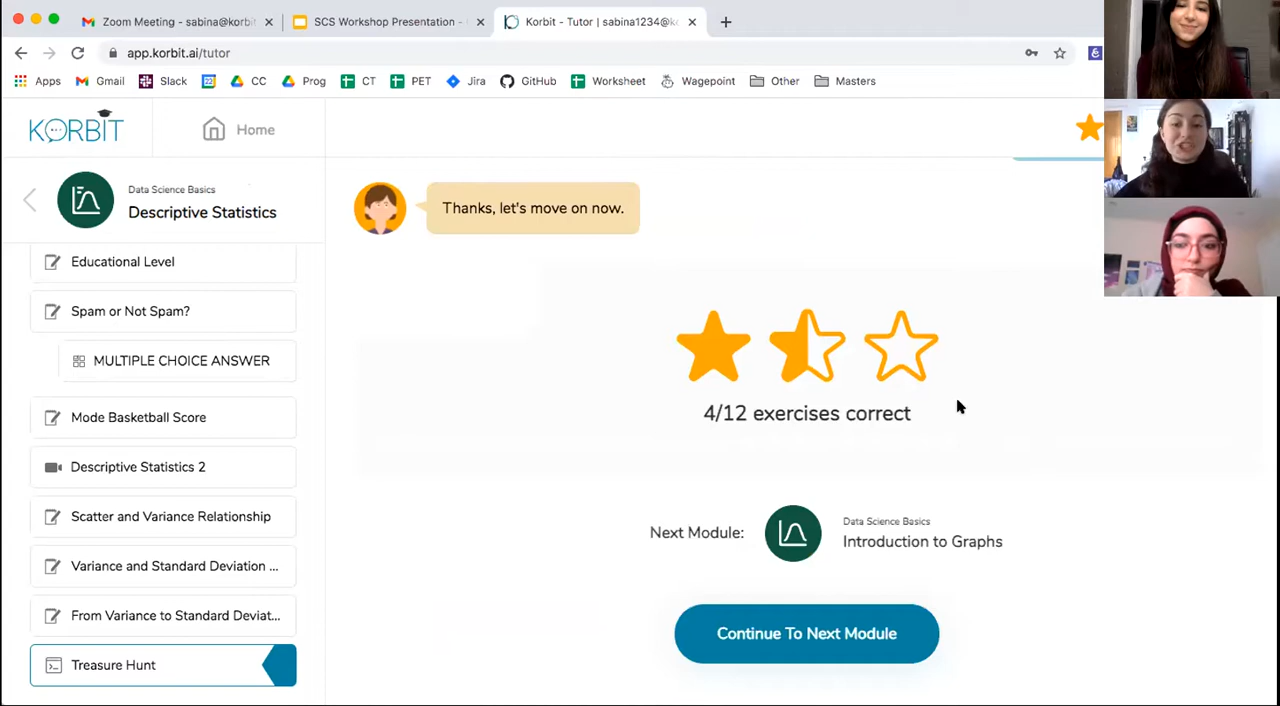 Zoom Meeting - sabina@korbit
SCS Workshop Presentation -
Korbit - Tutor | sabina1234@k
app.korbit.ai/tutor
Apps
Gmail
Slack
CC
Prog
CT
PET
Jira
GitHub
Worksheet
Wagepoint
Other
Masters
KORBIT
Home
Data Science Basics
Descriptive Statistics
Educational Level
Spam or Not Spam?
MULTIPLE CHOICE ANSWER
Mode Basketball Score
Descriptive Statistics 2
Scatter and Variance Relationship
Variance and Standard Deviation ...
From Variance to Standard Deviat...
Treasure Hunt
Thanks, let's move on now.
4/12 exercises correct
Next Module:
Data Science Basics
Introduction to Graphs
Continue To Next Module